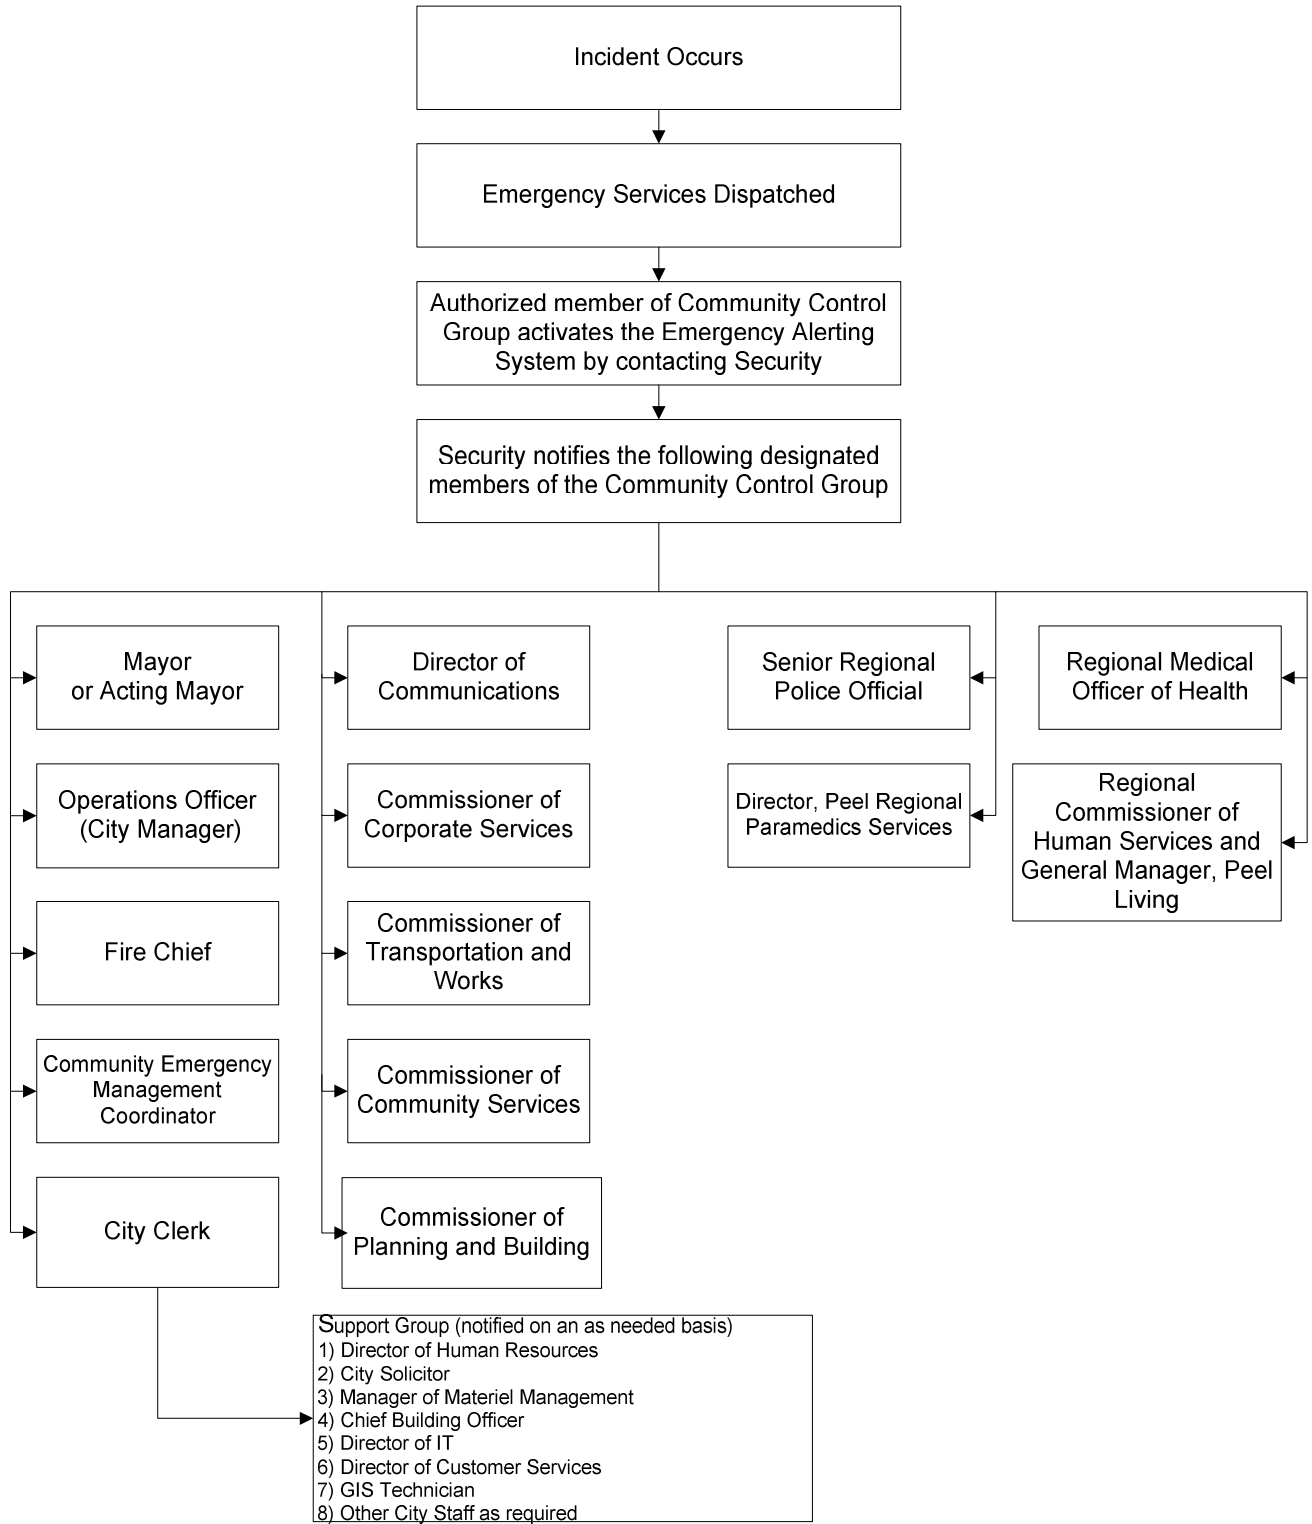 Incident Occurs
Emergency Services Dispatched
Authorized member of Community Control
Group activates the Emergency Alerting
System by contacting Security
Security notifies the following designated
members of the Community Control Group
Mayor
or Acting Mayor
Operations Officer
(City Manager)
Fire Chief
Community Emergency
Management
Coordinator
City Clerk
Director of
Communications
Commissioner of
Corporate Services
Commissioner of
Transportation and
Works
Commissioner of
Community Services
Commissioner of
Planning and Building
Senior Regional
Police Official
Director, Peel Regional
Paramedics Services
Regional Medical
Officer of Health
Regional
Commissioner of
Human Services and
General Manager, Peel
Living
Support Group (notified on an as needed basis)
1) Director of Human Resources
2) City Solicitor
3) Manager of Materiel Management
4) Chief Building Officer
5) Director of IT
6) Director of Customer Services
7) GIS Technician
8) Other City Staff as required